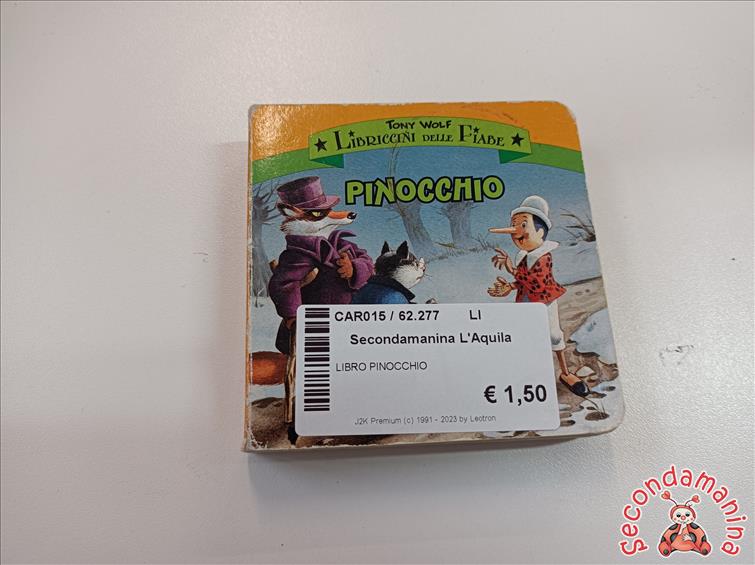 TONY WOLF
LIBRICCINI DELLE FIABE
PINOCCHIO
CAR015 / 62.277 LI
Secondamanina L'Aquila
LIBRO PINOCCHIO
€ 1,50
J2K Premium (c) 1991 - 2023 by Leotron
Secondamanina